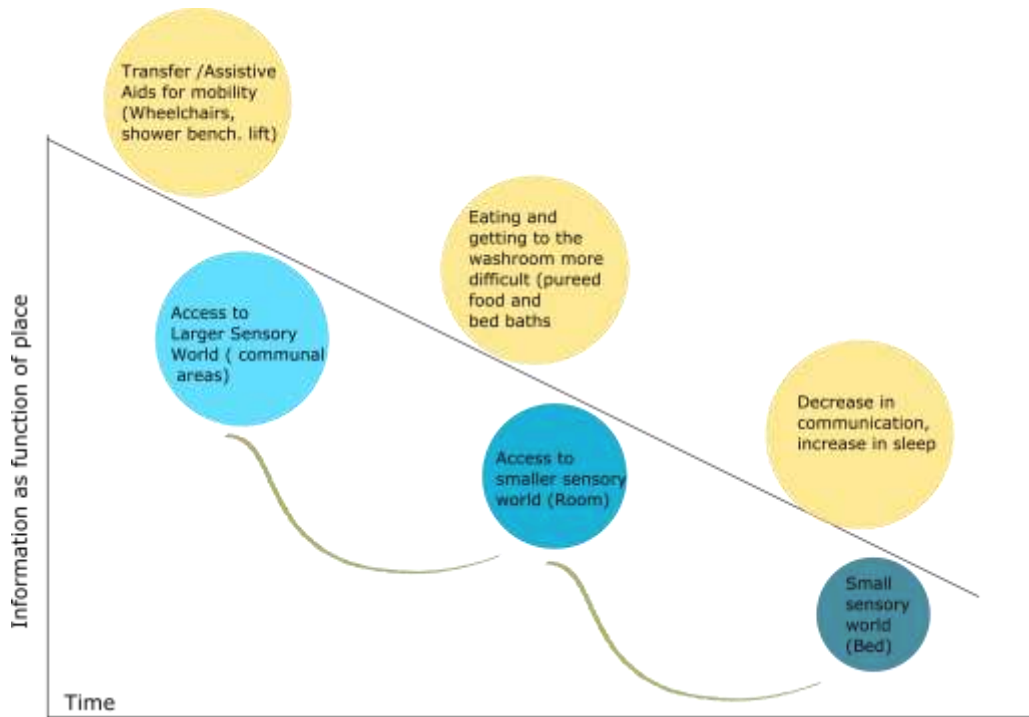 Transfer /Assistive
Aids for mobility
(Wheelchairs,
shower bench. lift)
Eating and
getting to the
washroom more
difficult (pureed
food and
bed baths
Access to
Larger Sensory
World ( communal
areas)
Decrease in
communication,
increase in sleep
Access to
smaller sensory
world (Room)
Small
sensory
world
(Bed)
Information as function of place
Time